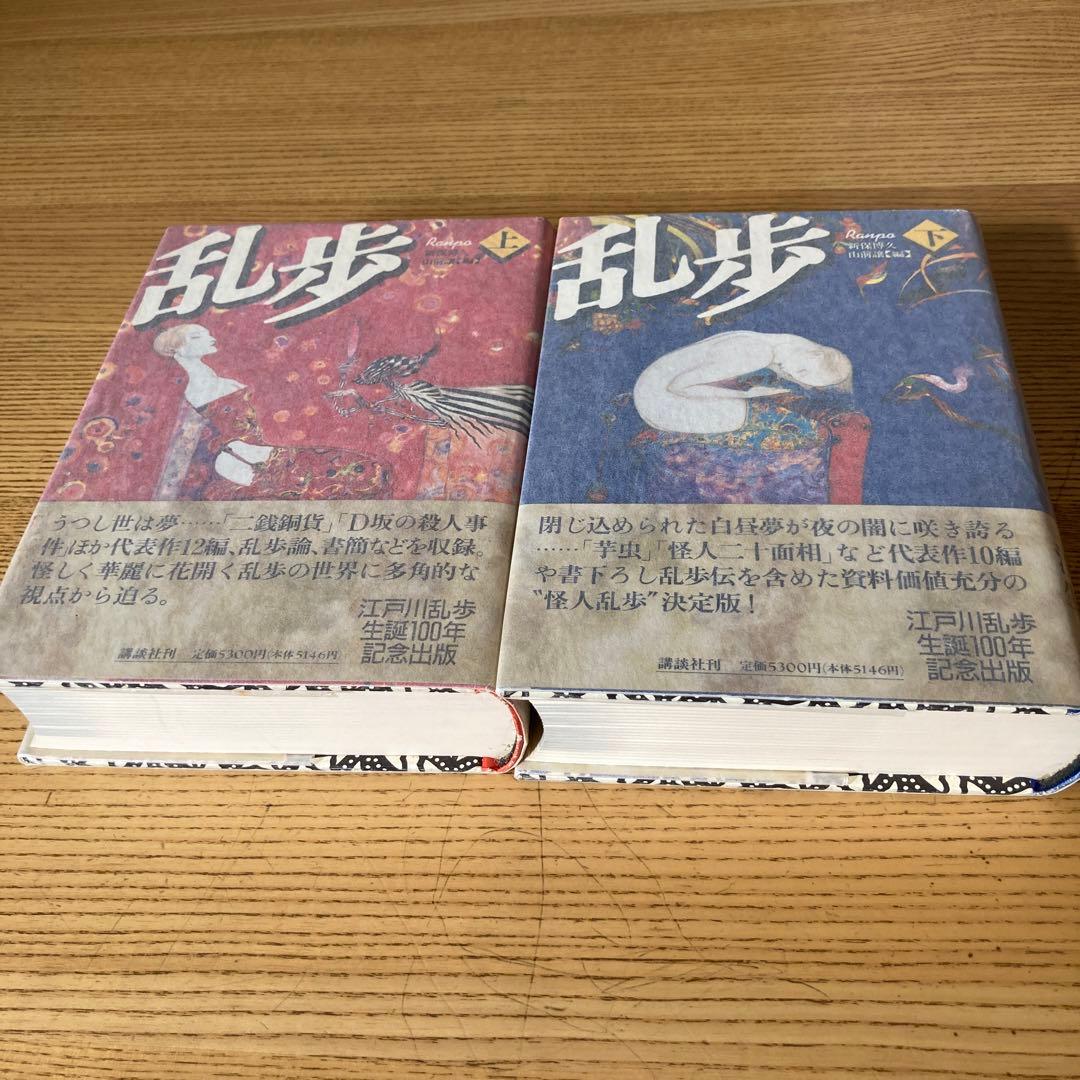 乱歩
Ranpo
上
山前譲【編】
うつし世は夢……「二銭銅貨」「D坂の殺人事
件」ほか代表作12編、乱歩論、書簡などを収録。
怪しく華麗に花開く乱歩の世界に多角的な
視点から迫る。
江戸川乱歩
生誕100年
記念出版
講談社刊 定価5300円(本体5146円)
乱歩
Ranpo
下
新保博久
山前譲【編】
閉じ込められた白昼夢が夜の闇に咲き誇る
……「芋虫」「怪人二十面相」など代表作10編
や書下ろし乱歩伝を含めた資料価値充分の
"怪人乱歩"決定版!
江戸川乱歩
生誕100年
記念出版
講談社刊 定価5300円(本体5146円)